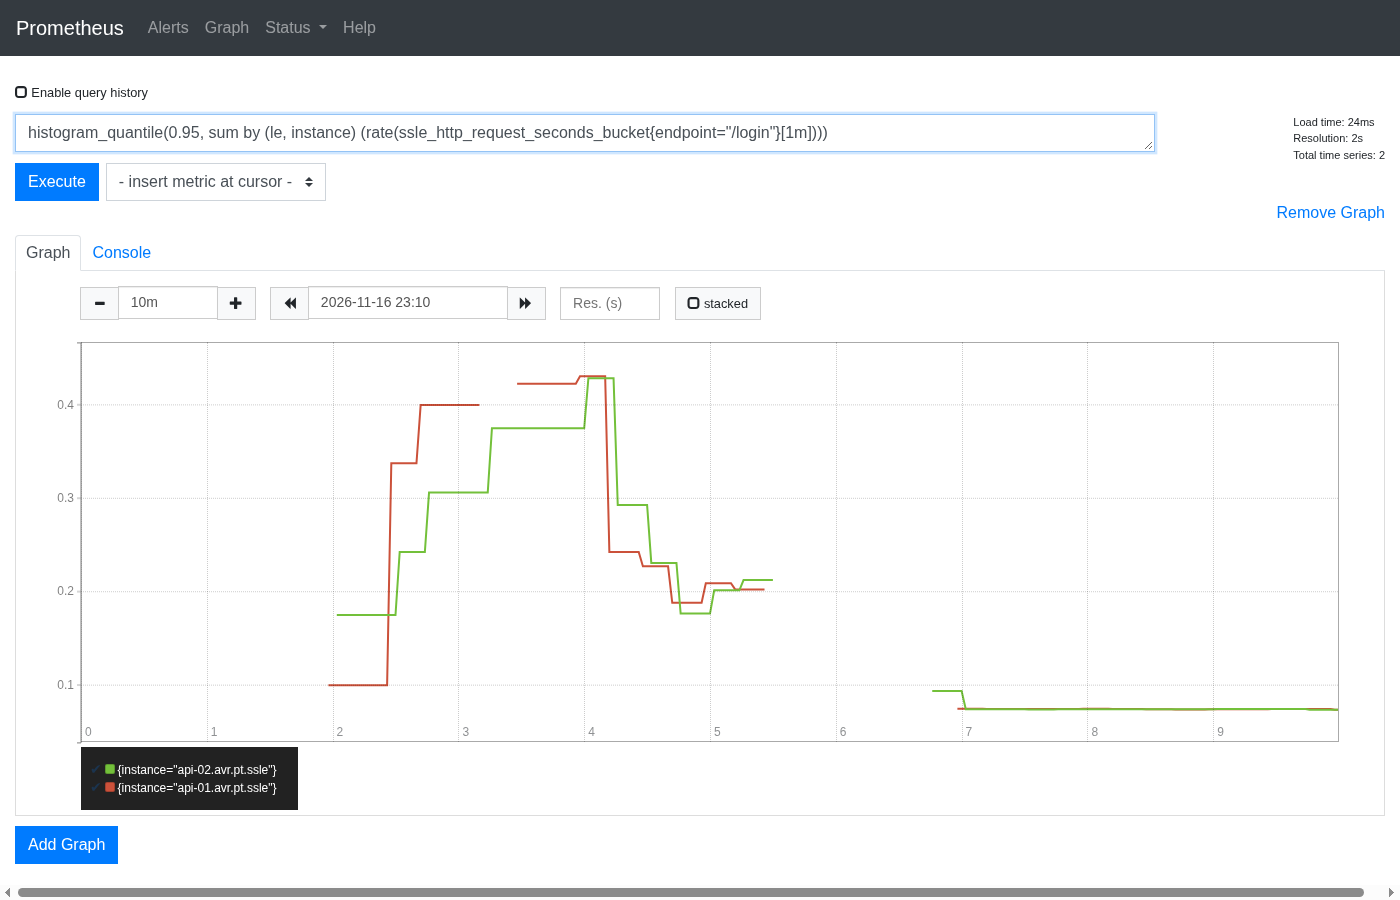 Prometheus Alerts Graph Status Help
Enable query history
histogram_quantile(0.95, sum by (le, instance) (rate(ssle_http_request_seconds_bucket{endpoint="/login"}[1m])))
Load time: 24ms
Resolution: 2s
Total time series: 2
Execute
- insert metric at cursor -
Remove Graph
Graph
Console
10m
2026-11-16 23:10
Res. (s)
stacked
0.4
0.3
0.2
0.1
0 1 2 3 4 5 6 7 8 9
{instance="api-02.avr.pt.ssle"}
{instance="api-01.avr.pt.ssle"}
Add Graph